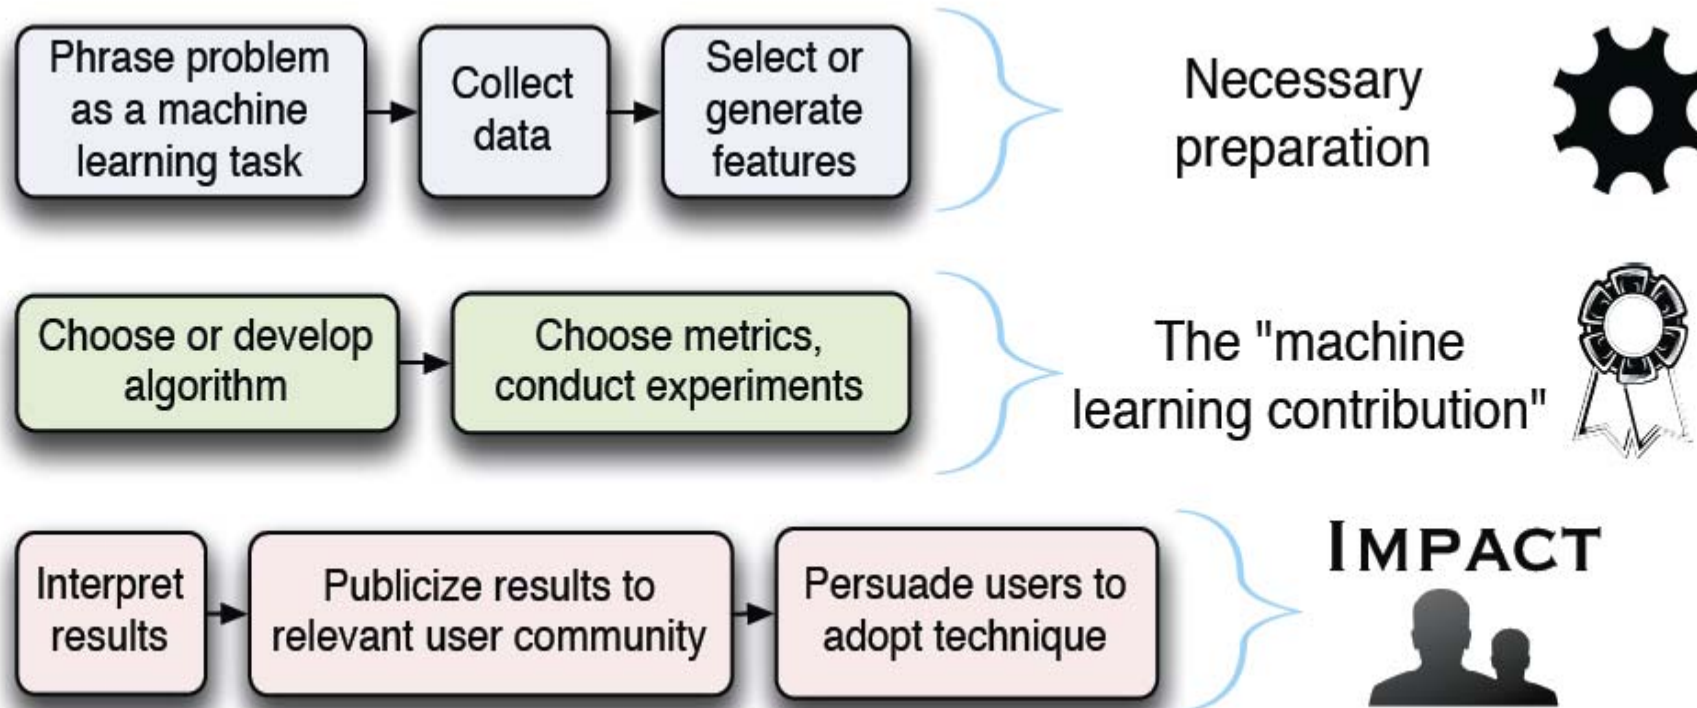 Phrase problem
as a machine
learning task
Collect
data
Select or
generate
features
Necessary
preparation
Choose or develop
algorithm
Choose metrics,
conduct experiments
The "machine
learning contribution"
Interpret
results
Publicize results to
relevant user community
Persuade users to
adopt technique
IMPACT